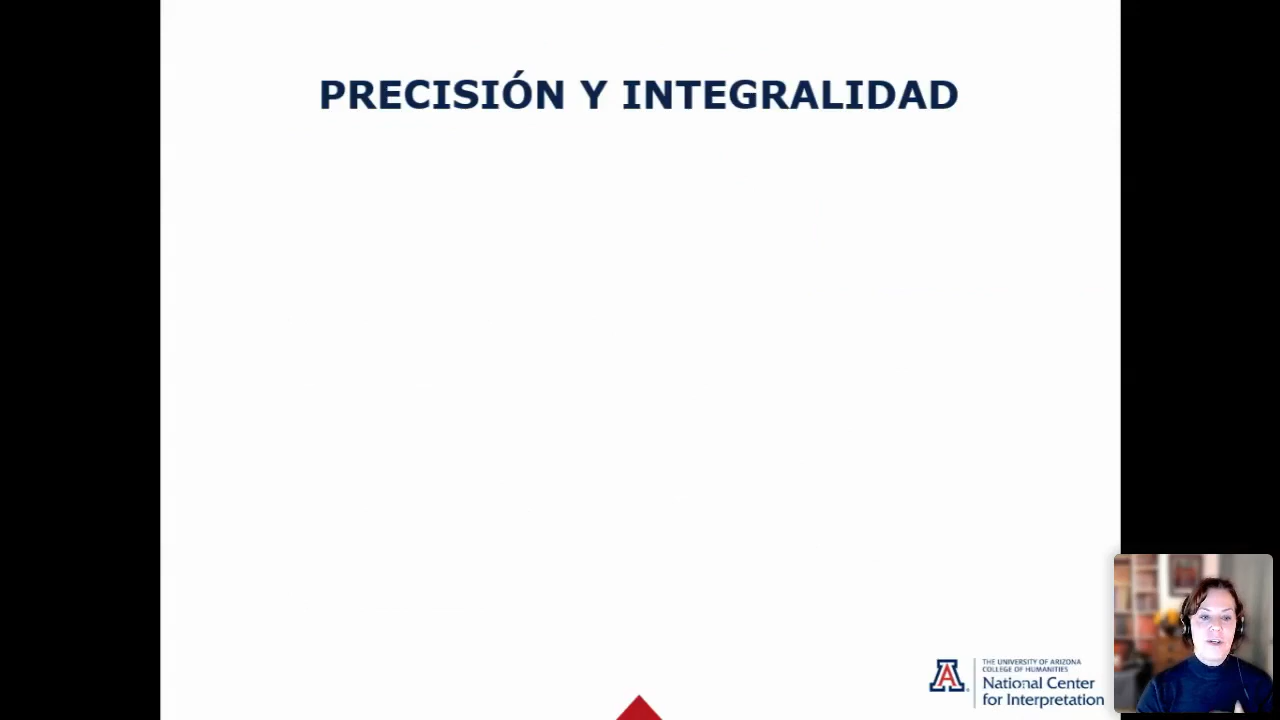 PRECISIÓN Y INTEGRALIDAD
THE UNIVERSITY OF ARIZONA
COLLEGE OF HUMANITIES
National Center
for Interpretation